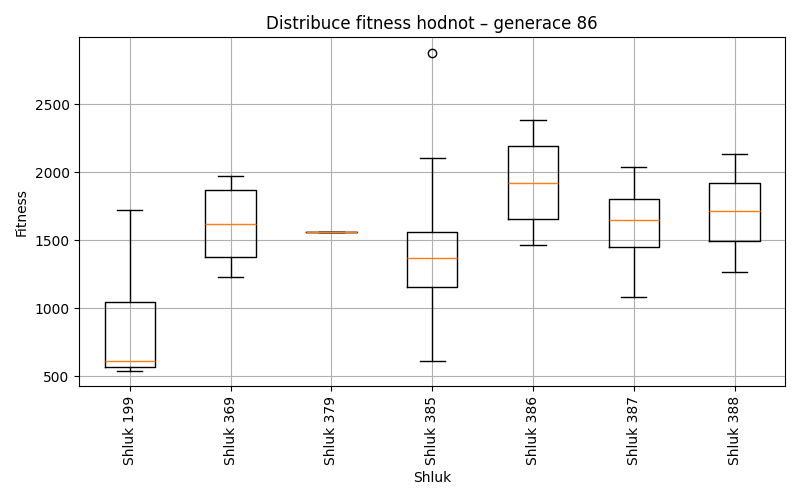 Distribuce fitness hodnot – generace 86
Fitness
2500
2000
1500
1000
500
Shluk 199
Shluk 369
Shluk 379
Shluk 385
Shluk 386
Shluk 387
Shluk 388
Shluk